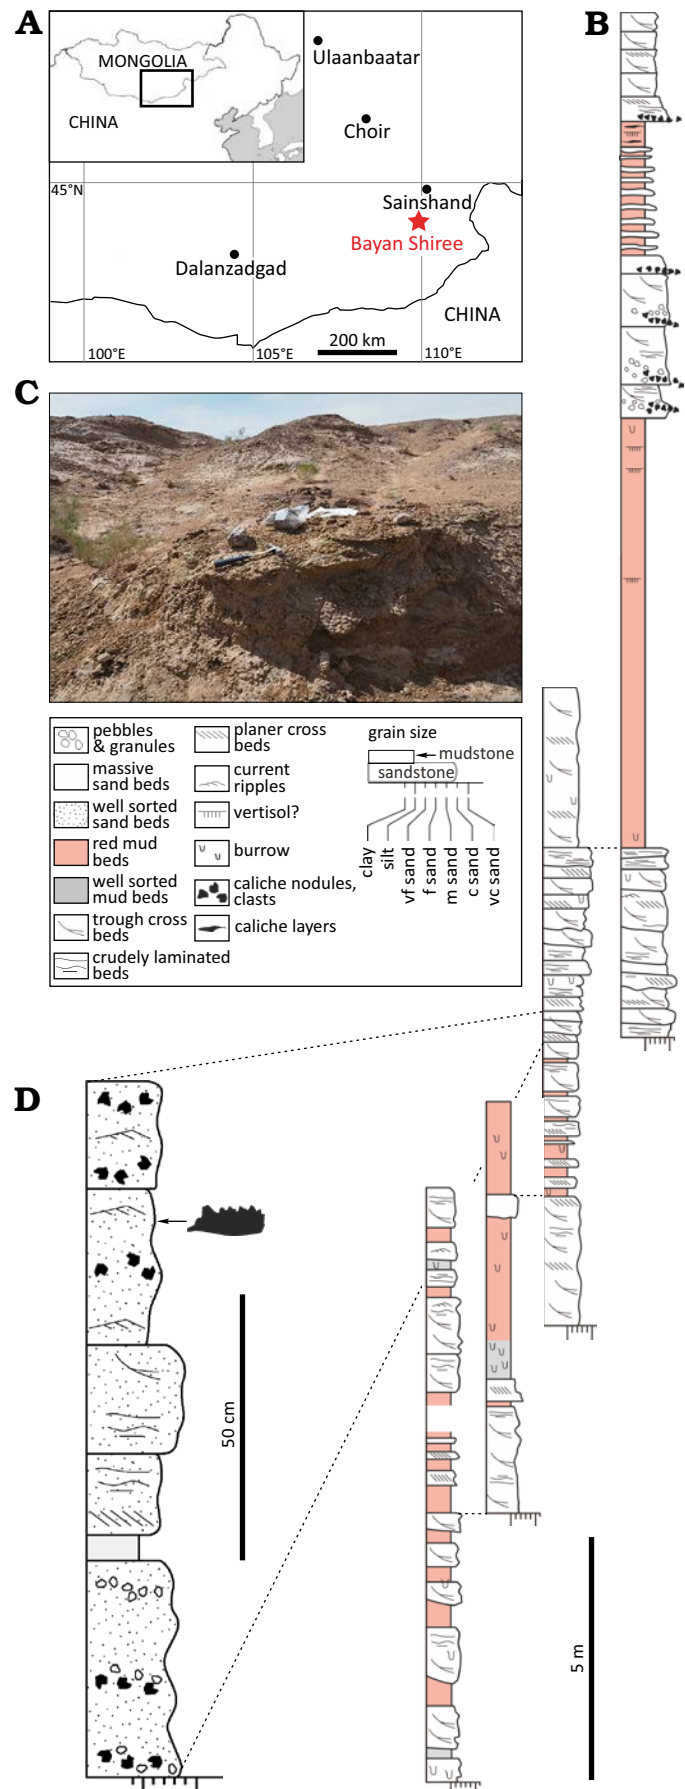 A
MONGOLIA
CHINA
Ulaanbaatar
Choir
45°N
Sainshand
Bayan Shiree
Dalanzadgad
CHINA
200 km
100°E
105°E
110°E
B
C
pebbles
& granules
massive
sand beds
well sorted
sand beds
red mud
beds
well sorted
mud beds
trough cross
beds
crudely laminated
beds
planer cross
beds
current
ripples
vertisol?
burrow
caliche nodules,
clasts
caliche layers
grain size
mudstone
sandstone
clay
silt
vf sand
f sand
m sand
c sand
vc sand
D
50 cm
5 m